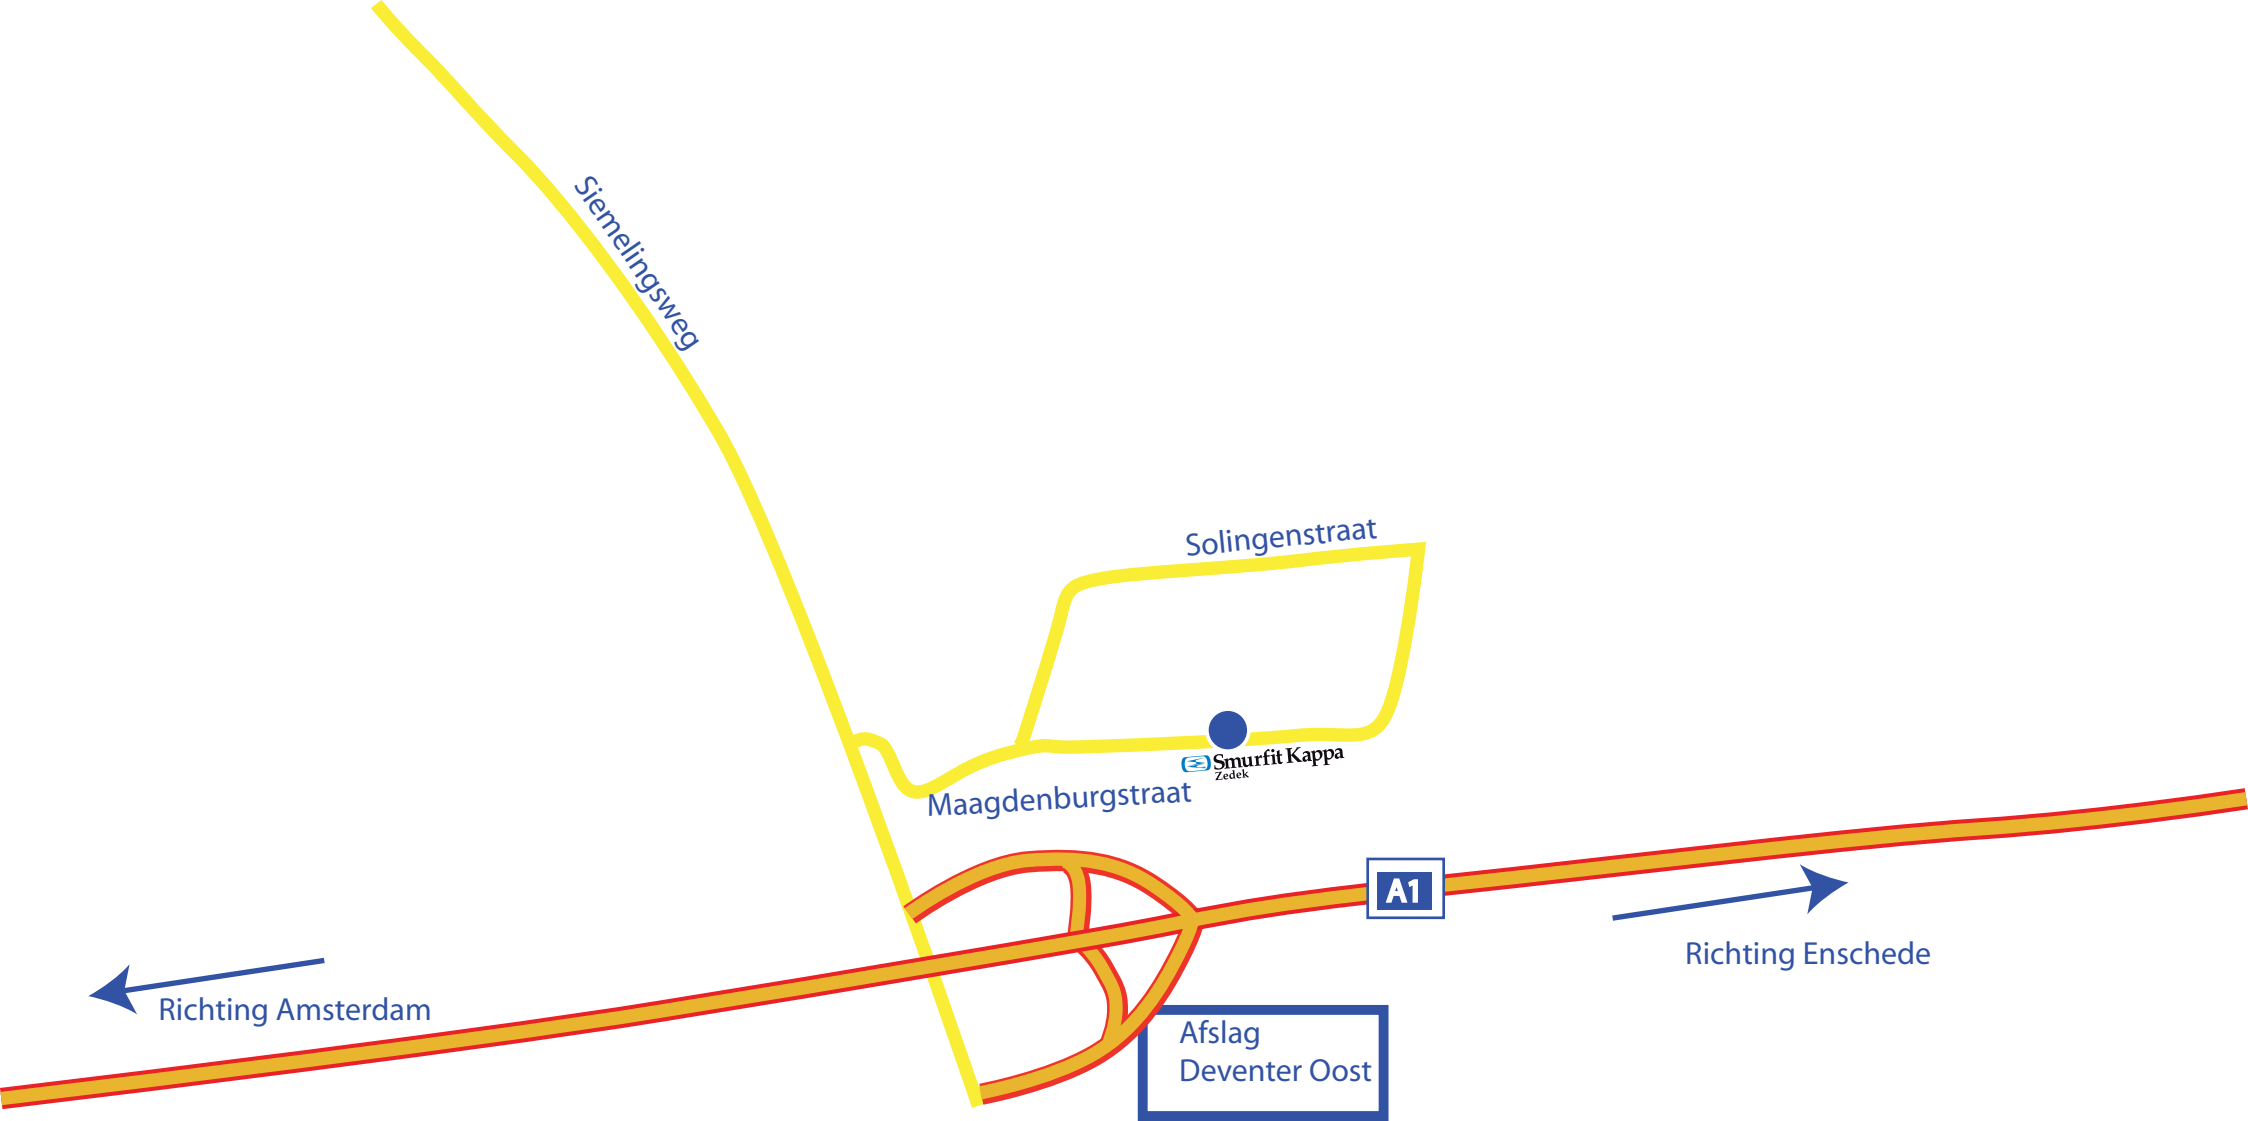 Siemelingsweg
Solingenstraat
Smurfit Kappa
Zedek
Maagdenburgstraat
A1
Richting Enschede
Richting Amsterdam
Afslag
Deventer Oost